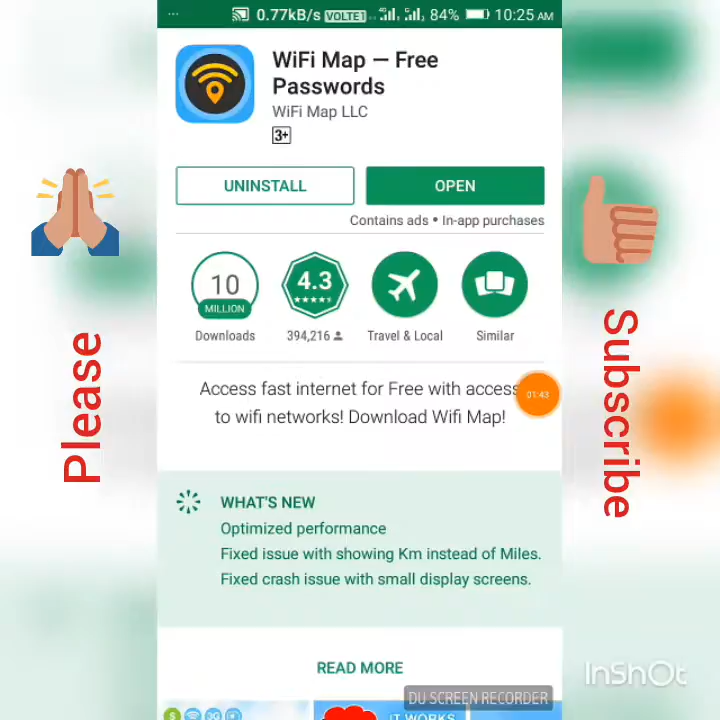 0.77kB/s VOLTE1 84% 10:25 AM
WiFi Map — Free
Passwords
WiFi Map LLC
3+
UNINSTALL OPEN
Contains ads • In-app purchases
10
MILLION
4.3
Downloads 394,216 Travel & Local Similar
Access fast internet for Free with access
to wifi networks! Download Wifi Map!
01:43
WHAT'S NEW
Optimized performance
Fixed issue with showing Km instead of Miles.
Fixed crash issue with small display screens.
READ MORE
DU SCREEN RECORDER
IT WORKS
Please
Subscribe
InShOt